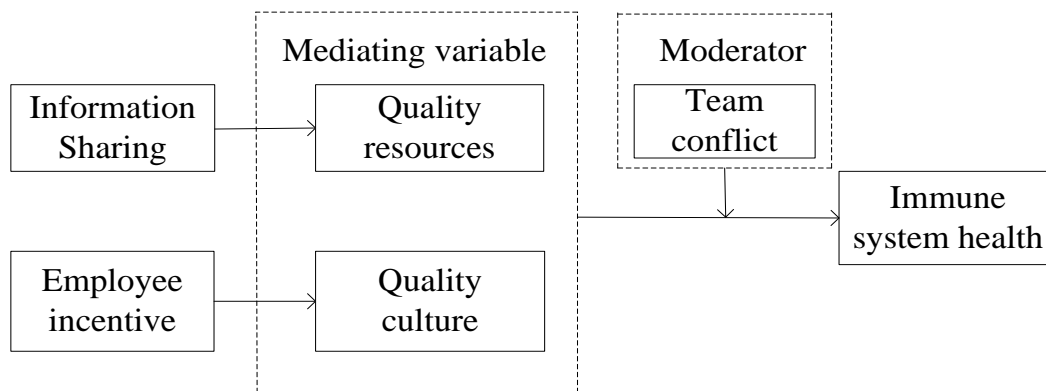 Mediating variable
Moderator
Information
Sharing
Quality
resources
Team
conflict
Immune
system health
Employee
incentive
Quality
culture